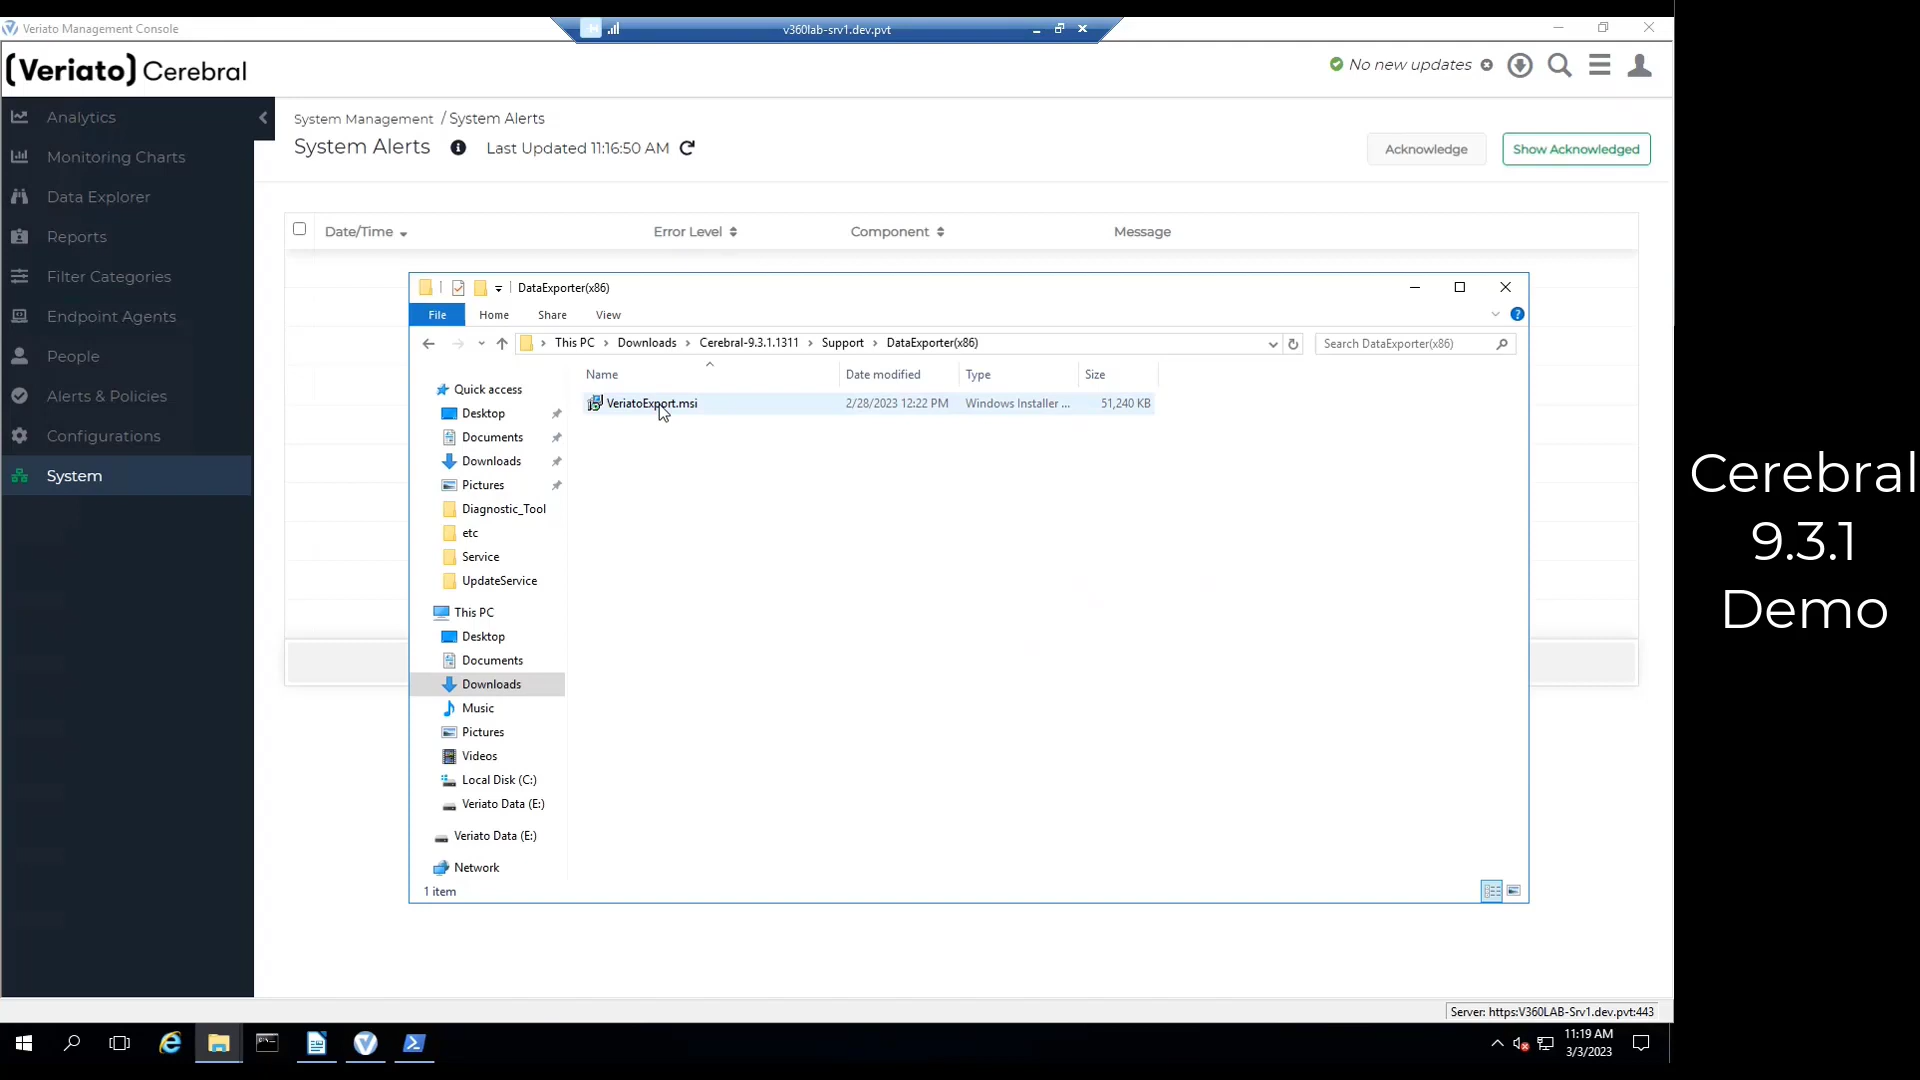 Veriato Management Console
v360lab-srv1.dev.pvt
(Veriato) Cerebral
No new updates
Analytics
Monitoring Charts
Data Explorer
Reports
Filter Categories
Endpoint Agents
People
Alerts & Policies
Configurations
System
System Management / System Alerts
System Alerts
Last Updated 11:16:50 AM
Acknowledge
Show Acknowledged
Date/Time
Error Level
Component
Message
DataExporter(x86)
File
Home
Share
View
This PC
Downloads
Cerebral-9.3.1.1311
Support
DataExporter(x86)
Search DataExporter(x86)
Name
Date modified
Type
Size
VeriatoExport.msi
2/28/2023 12:22 PM
Windows Installer ...
51,240 KB
Quick access
Desktop
Documents
Downloads
Pictures
Diagnostic_Tool
etc
Service
UpdateService
This PC
Desktop
Documents
Downloads
Music
Pictures
Videos
Local Disk (C:)
Veriato Data (E:)
Veriato Data (E:)
Network
1 item
Server: https:V360LAB-Srv1.dev.pvt:443
11:19 AM
3/3/2023
Cerebral
9.3.1
Demo